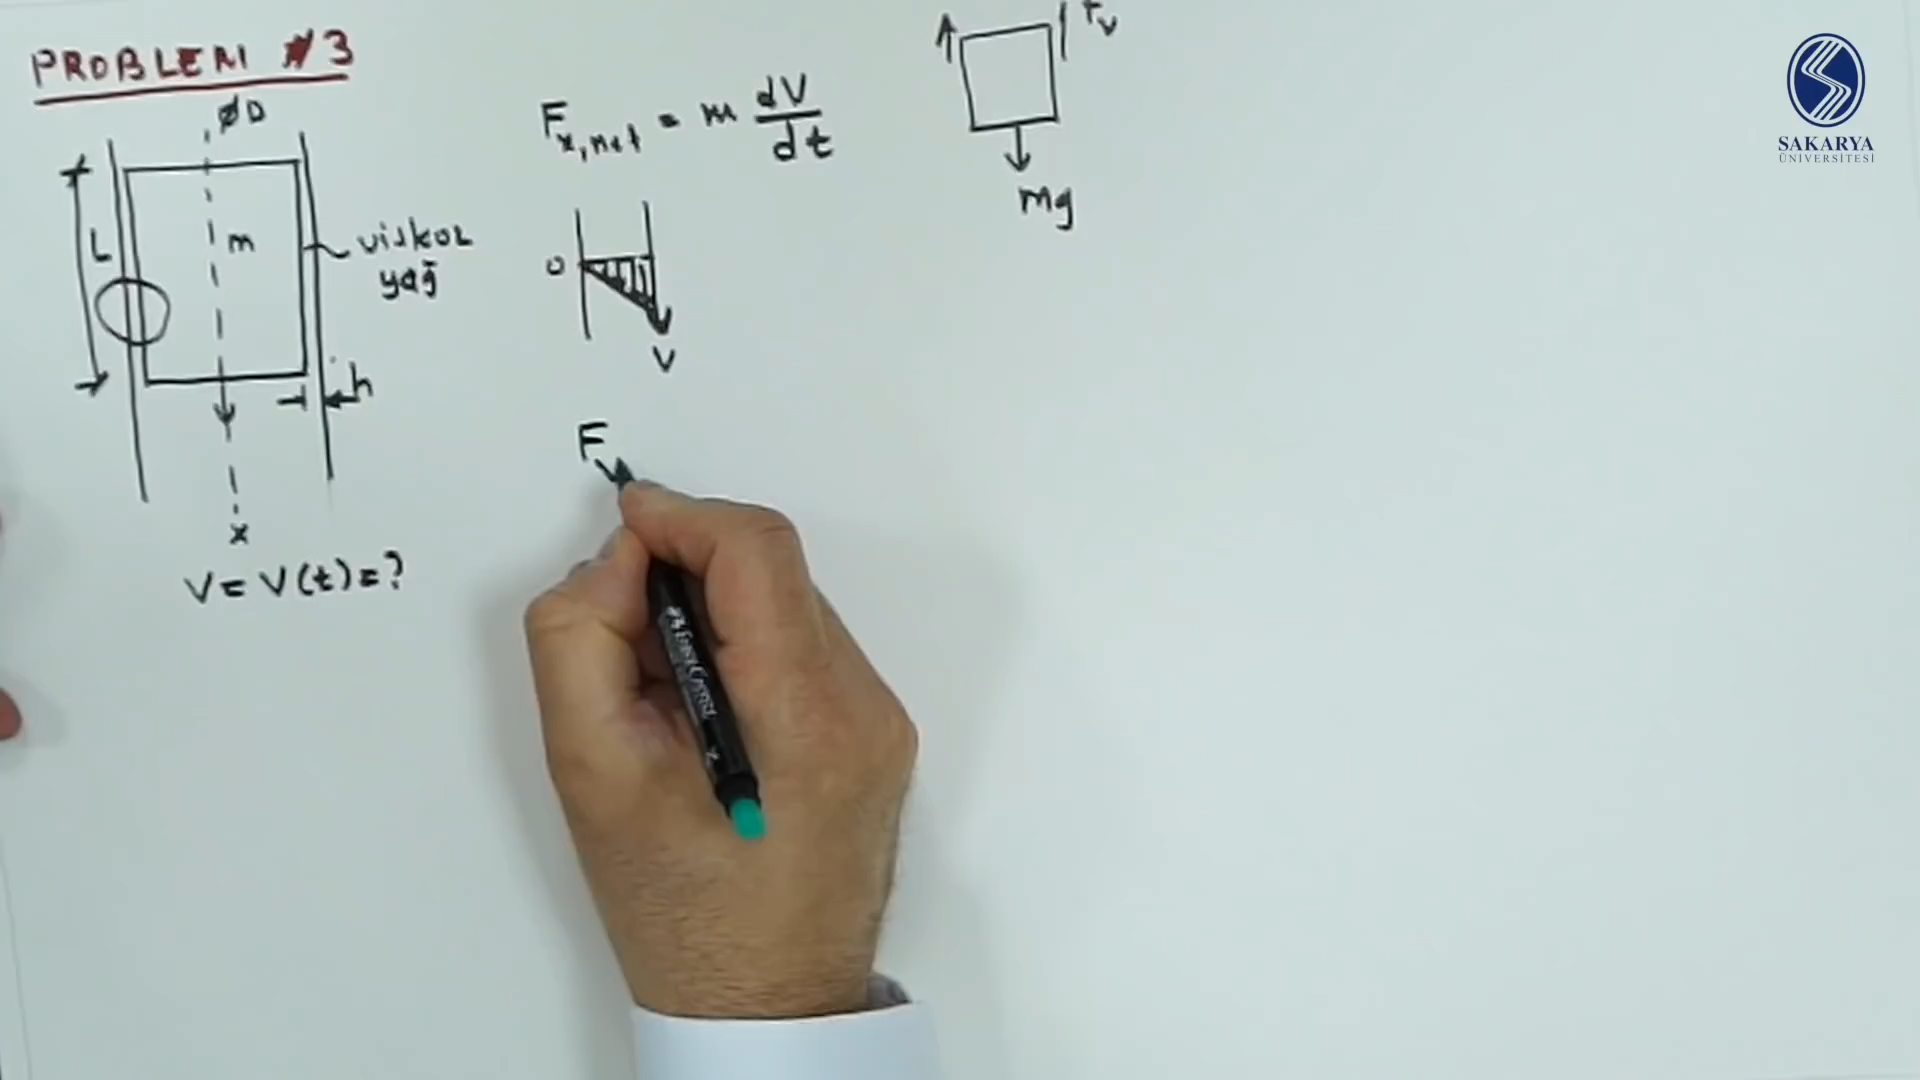 PROBLEM #3
ØD
L
m
viskoz
yağ
h
x
V = V(t) = ?
F_x,net = m dV/dt
0
V
F_v
F_v
mg
SAKARYA
ÜNİVERSİTESİ